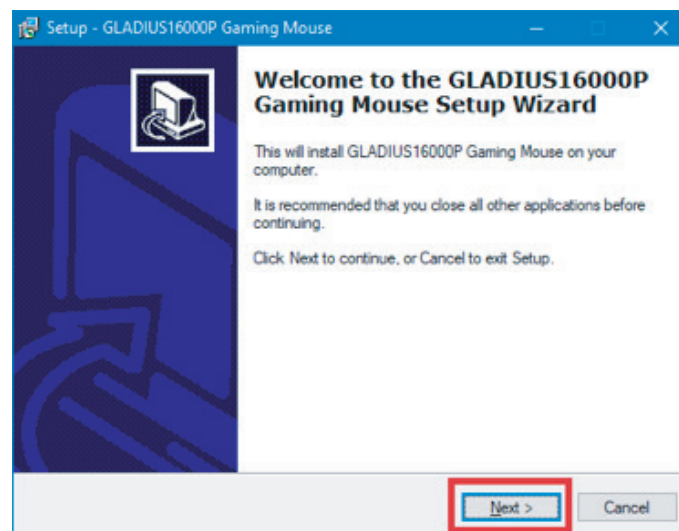 Setup - GLADIUS16000P Gaming Mouse
Welcome to the GLADIUS16000P
Gaming Mouse Setup Wizard
This will install GLADIUS16000P Gaming Mouse on your
computer.
It is recommended that you close all other applications before
continuing.
Click Next to continue, or Cancel to exit Setup.
Next >
Cancel